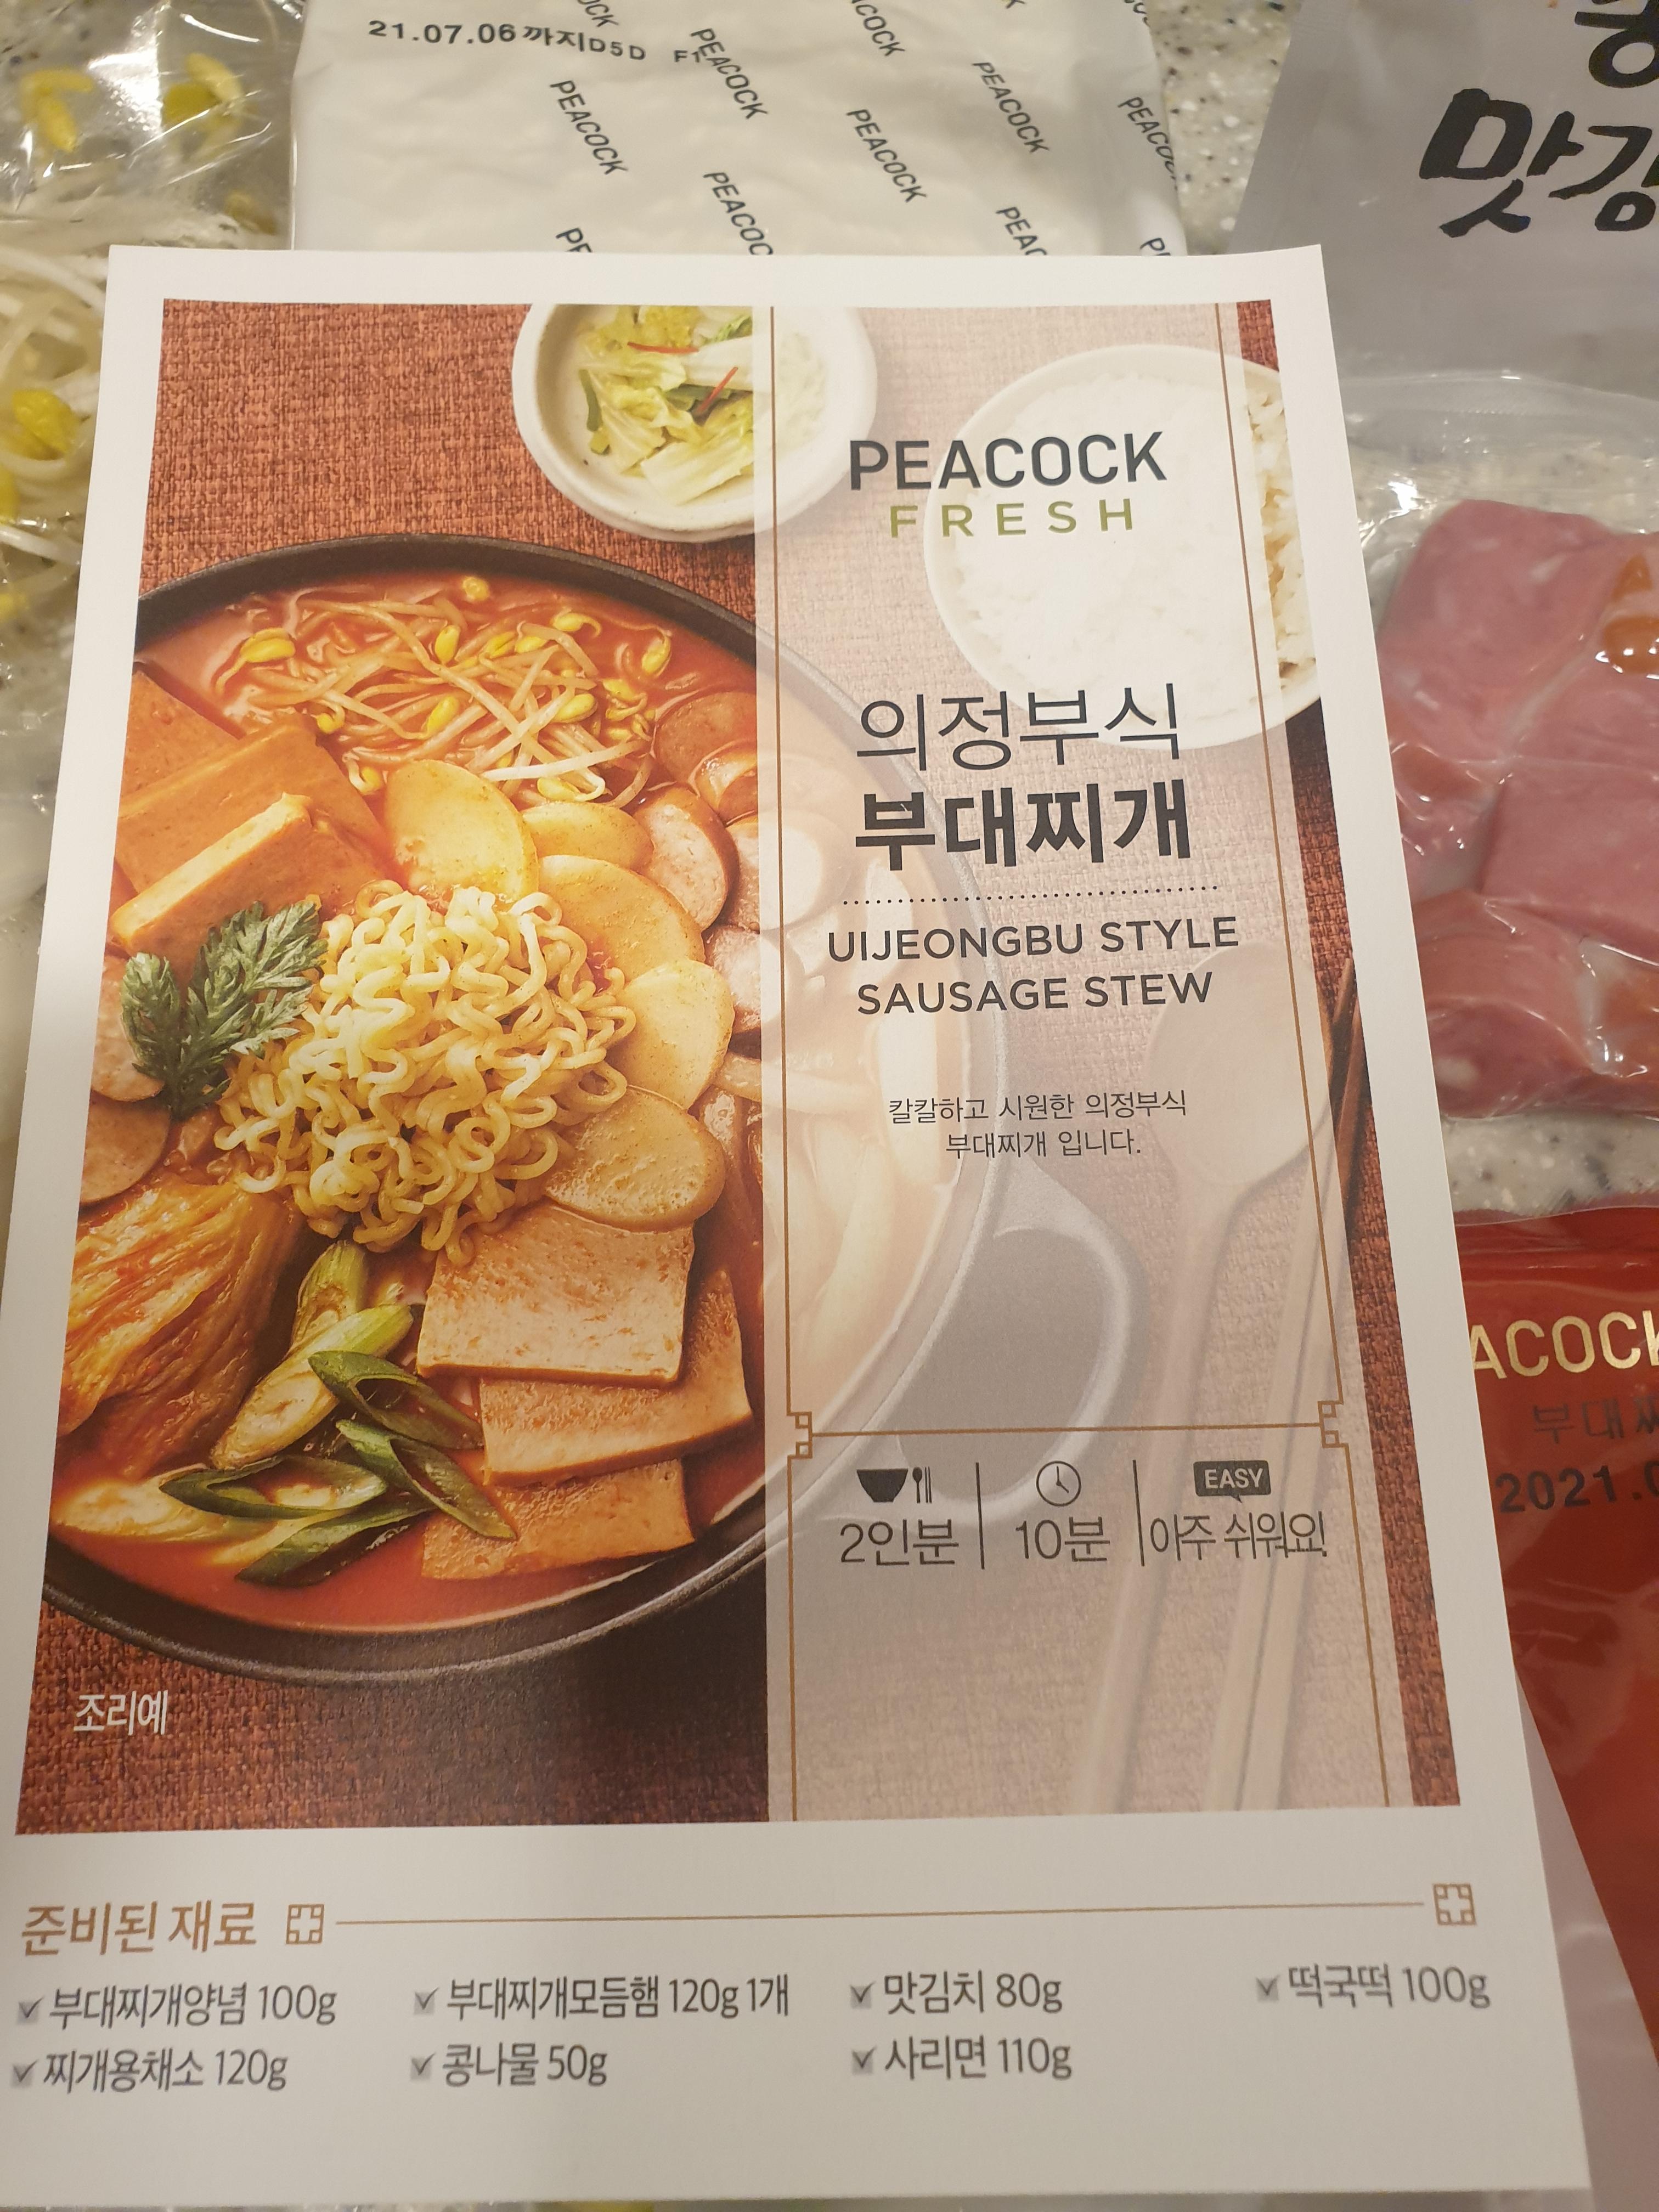 21.07.06까지D5D
PEACOCK
PEACOCK
PEACOCK
PEACOCK
PEACOCK
PEACOCK
FRESH
의정부식
부대찌개
UIJEONGBU STYLE
SAUSAGE STEW
칼칼하고 시원한 의정부식
부대찌개 입니다.
EASY
2인분
10분
아주 쉬워요!
조리예
ACOCK
부대찌
2021.0
준비된 재료
부대찌개양념 100g 부대찌개모듬햄 120g 1개 맛김치 80g 떡국떡 100g
찌개용채소 120g 콩나물 50g 사리면 110g